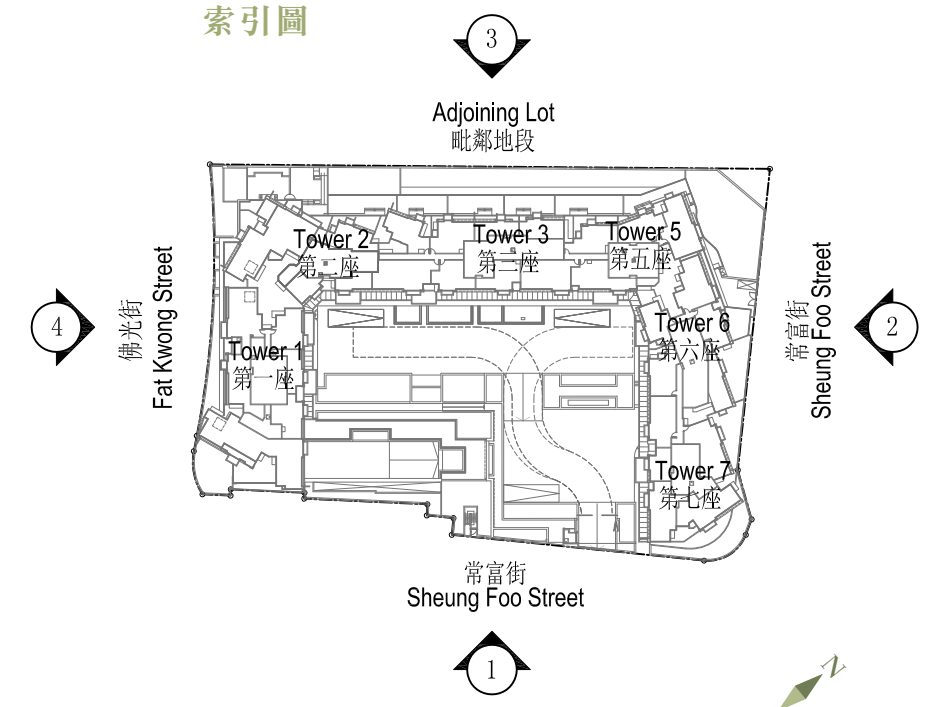 索引圖
3
Adjoining Lot
毗鄰地段
Tower 2
第二座
Tower 3
第三座
Tower 5
第五座
佛光街
Fat Kwong Street
常富街
Sheung Foo Street
4
2
Tower 1
第一座
Tower 6
第六座
Tower 7
第七座
常富街
Sheung Foo Street
1
N